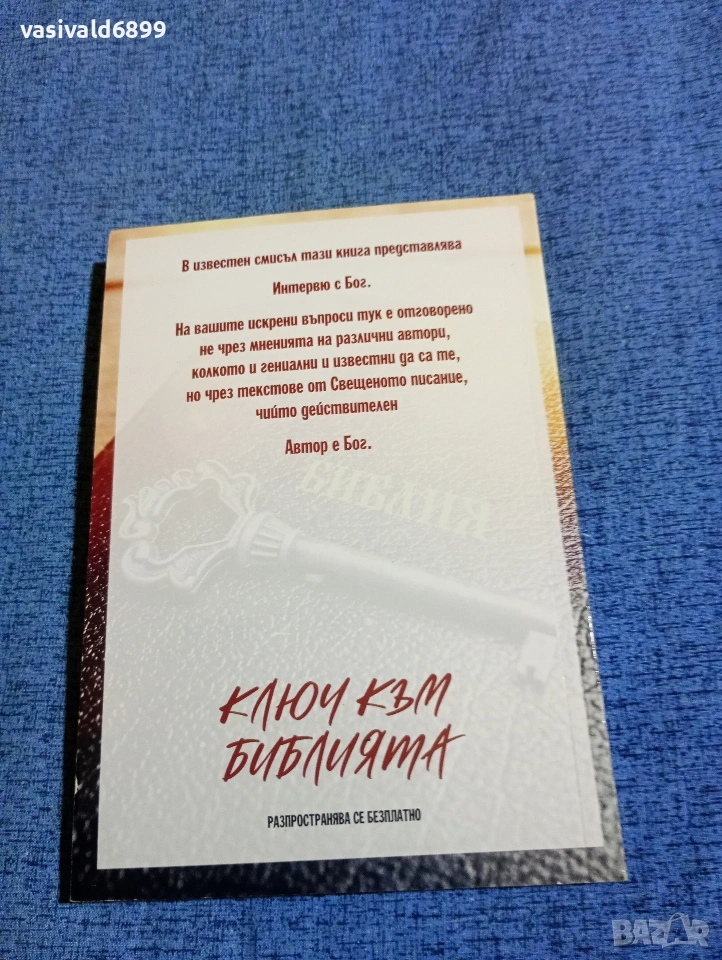 vasivald6899
В известен смисъл тази книга представлява
Интервю с Бог.
На вашите искрени въпроси тук е отговорено
не чрез мненията на различни автори,
колкото и гениални и известни да са те,
но чрез текстове от Свещеното писание,
чийто действителен
Автор е Бог.
БИБЛИЯ
КЛЮЧ КЪМ
БИБЛИЯТА
РАЗПРОСТРАНЯВА СЕ БЕЗПЛАТНО
BAZAR